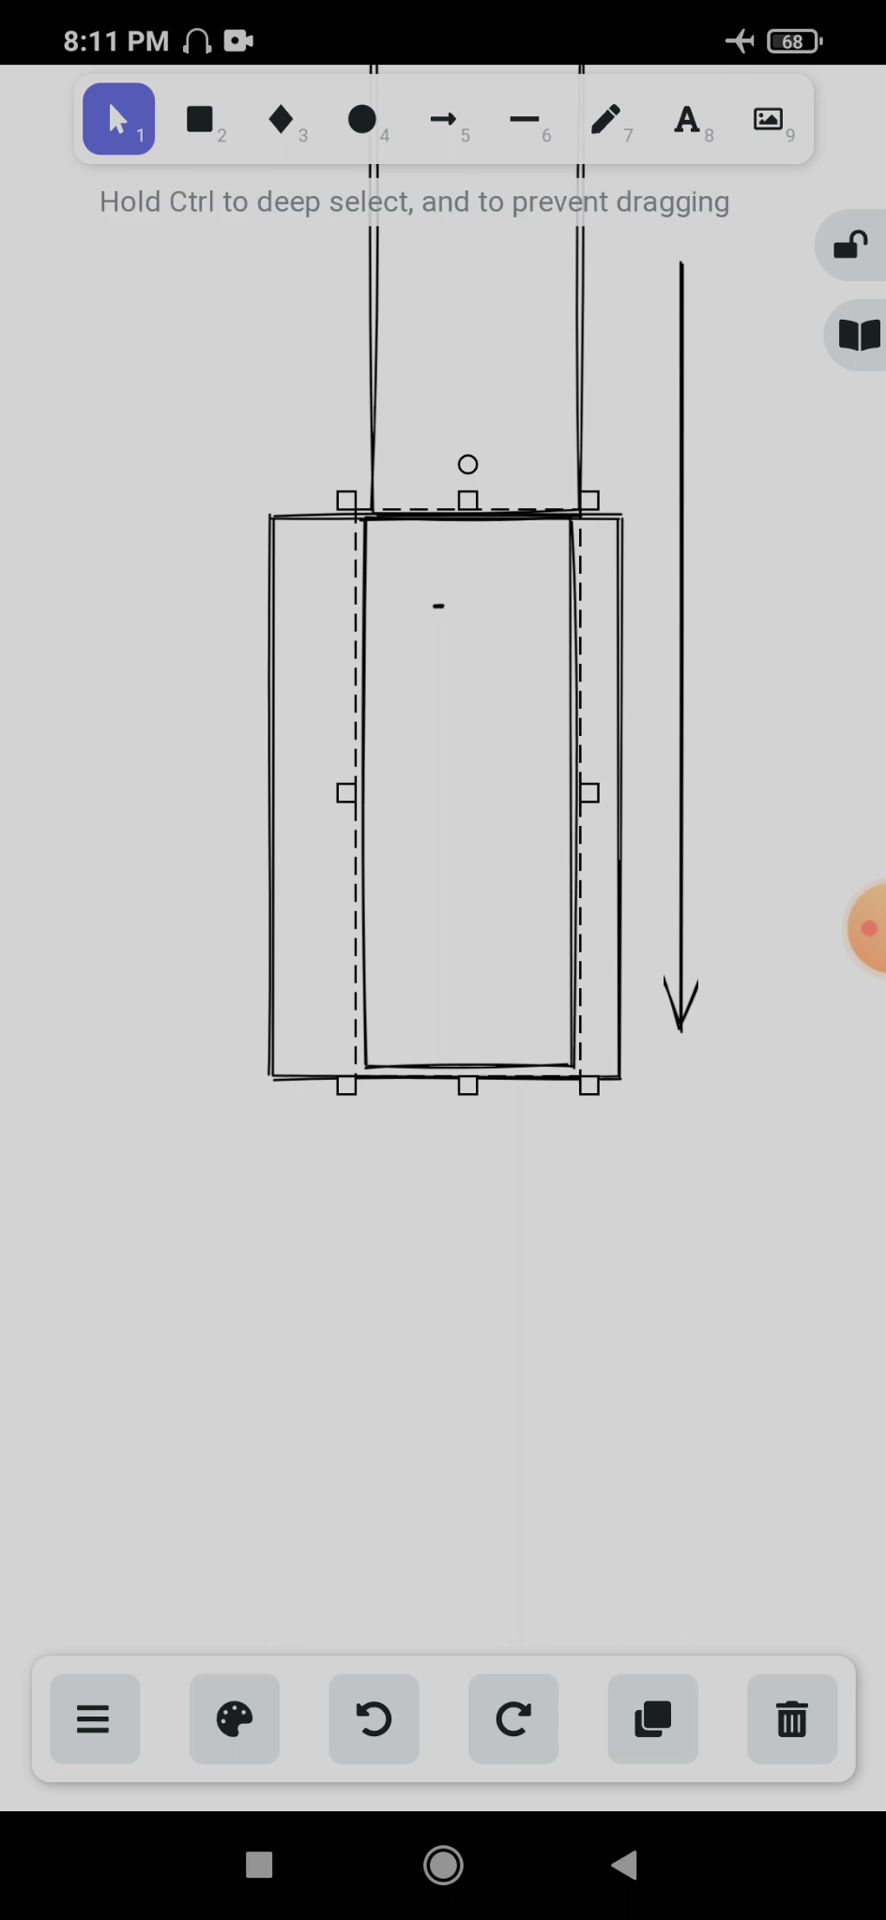 8:11 PM 68
1 2 3 4 5 6 7 A 8 9
Hold Ctrl to deep select, and to prevent dragging